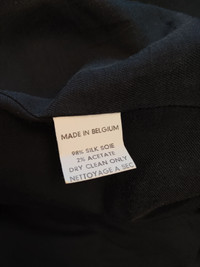 MADE IN BELGIUM
98% SILK SOIE
2% ACETATE
DRY CLEAN ONLY
NETTOYAGE A SEC